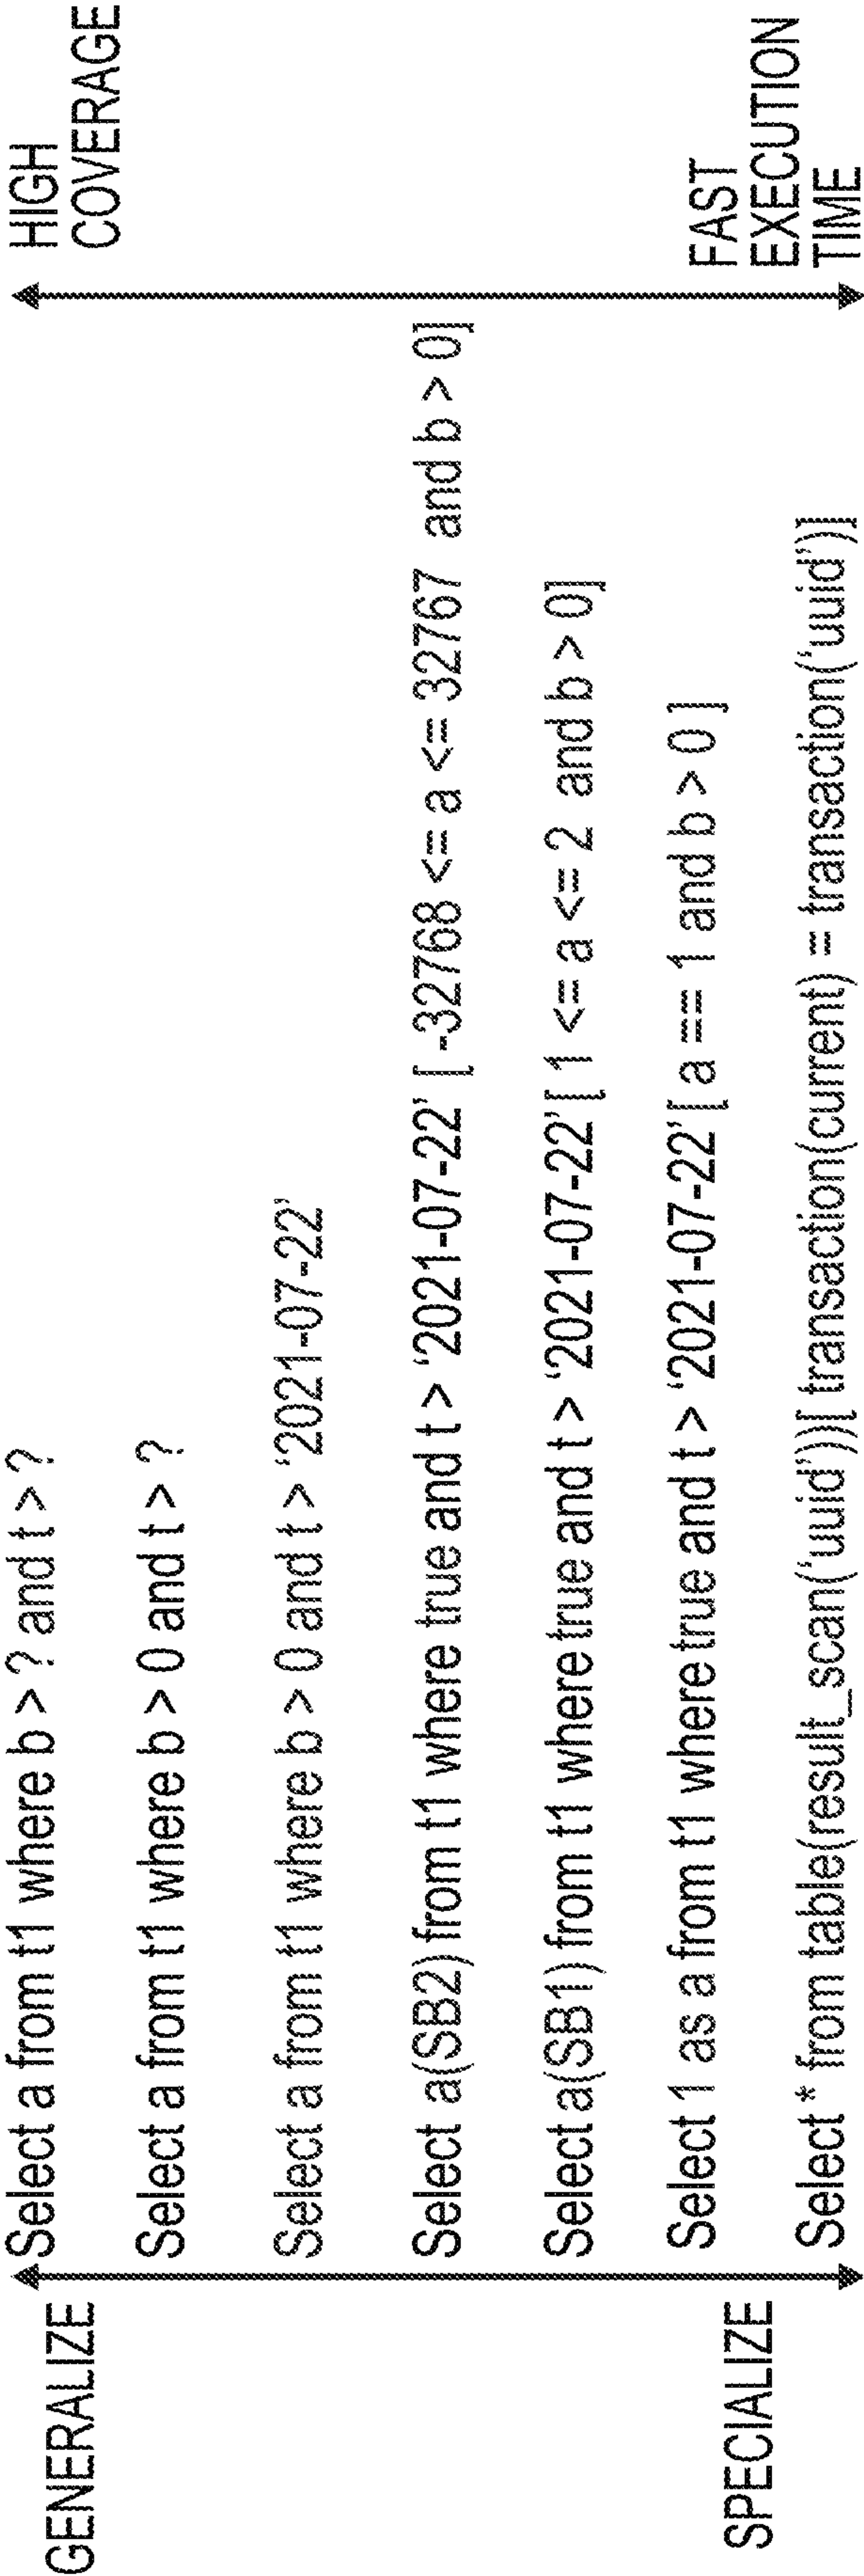 GENERALIZE
HIGH
COVERAGE
Select a from t1 where b > ? and t > ?
Select a from t1 where b > 0 and t > ?
Select a from t1 where b > 0 and t > ‘2021-07-22’
Select a(SB2) from t1 where true and t > ‘2021-07-22’ [ -32768 <= a <= 32767 and b > 0]
Select a(SB1) from t1 where true and t > ‘2021-07-22’ [ 1 <= a <= 2 and b > 0]
Select 1 as a from t1 where true and t > ‘2021-07-22’ [ a == 1 and b > 0 ]
Select * from table(result_scan(‘uuid’))[ transaction(current) = transaction(‘uuid’)]
SPECIALIZE
FAST
EXECUTION
TIME